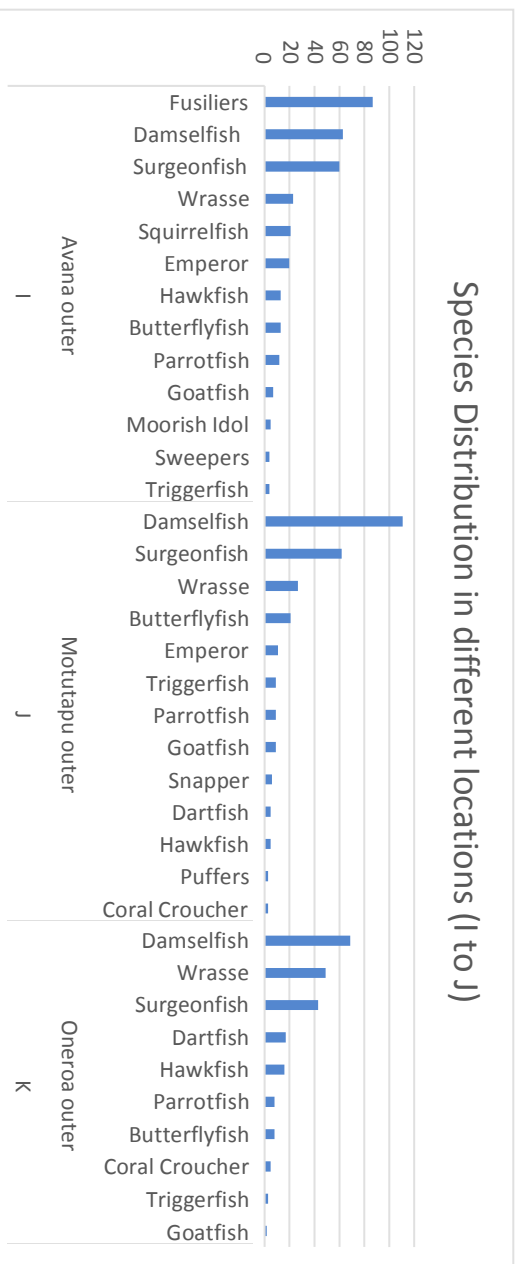 Species Distribution in different locations (I to J)
120
100
80
60
40
20
0
Fusiliers
Damselfish
Surgeonfish
Wrasse
Squirrelfish
Emperor
Hawkfish
Butterflyfish
Parrotfish
Goatfish
Moorish Idol
Sweepers
Triggerfish
Damselfish
Surgeonfish
Wrasse
Butterflyfish
Emperor
Triggerfish
Parrotfish
Goatfish
Snapper
Dartfish
Hawkfish
Puffers
Coral Croucher
Damselfish
Wrasse
Surgeonfish
Dartfish
Hawkfish
Parrotfish
Butterflyfish
Coral Croucher
Triggerfish
Goatfish
Avana outer
Motutapu outer
Oneroa outer
I
J
K